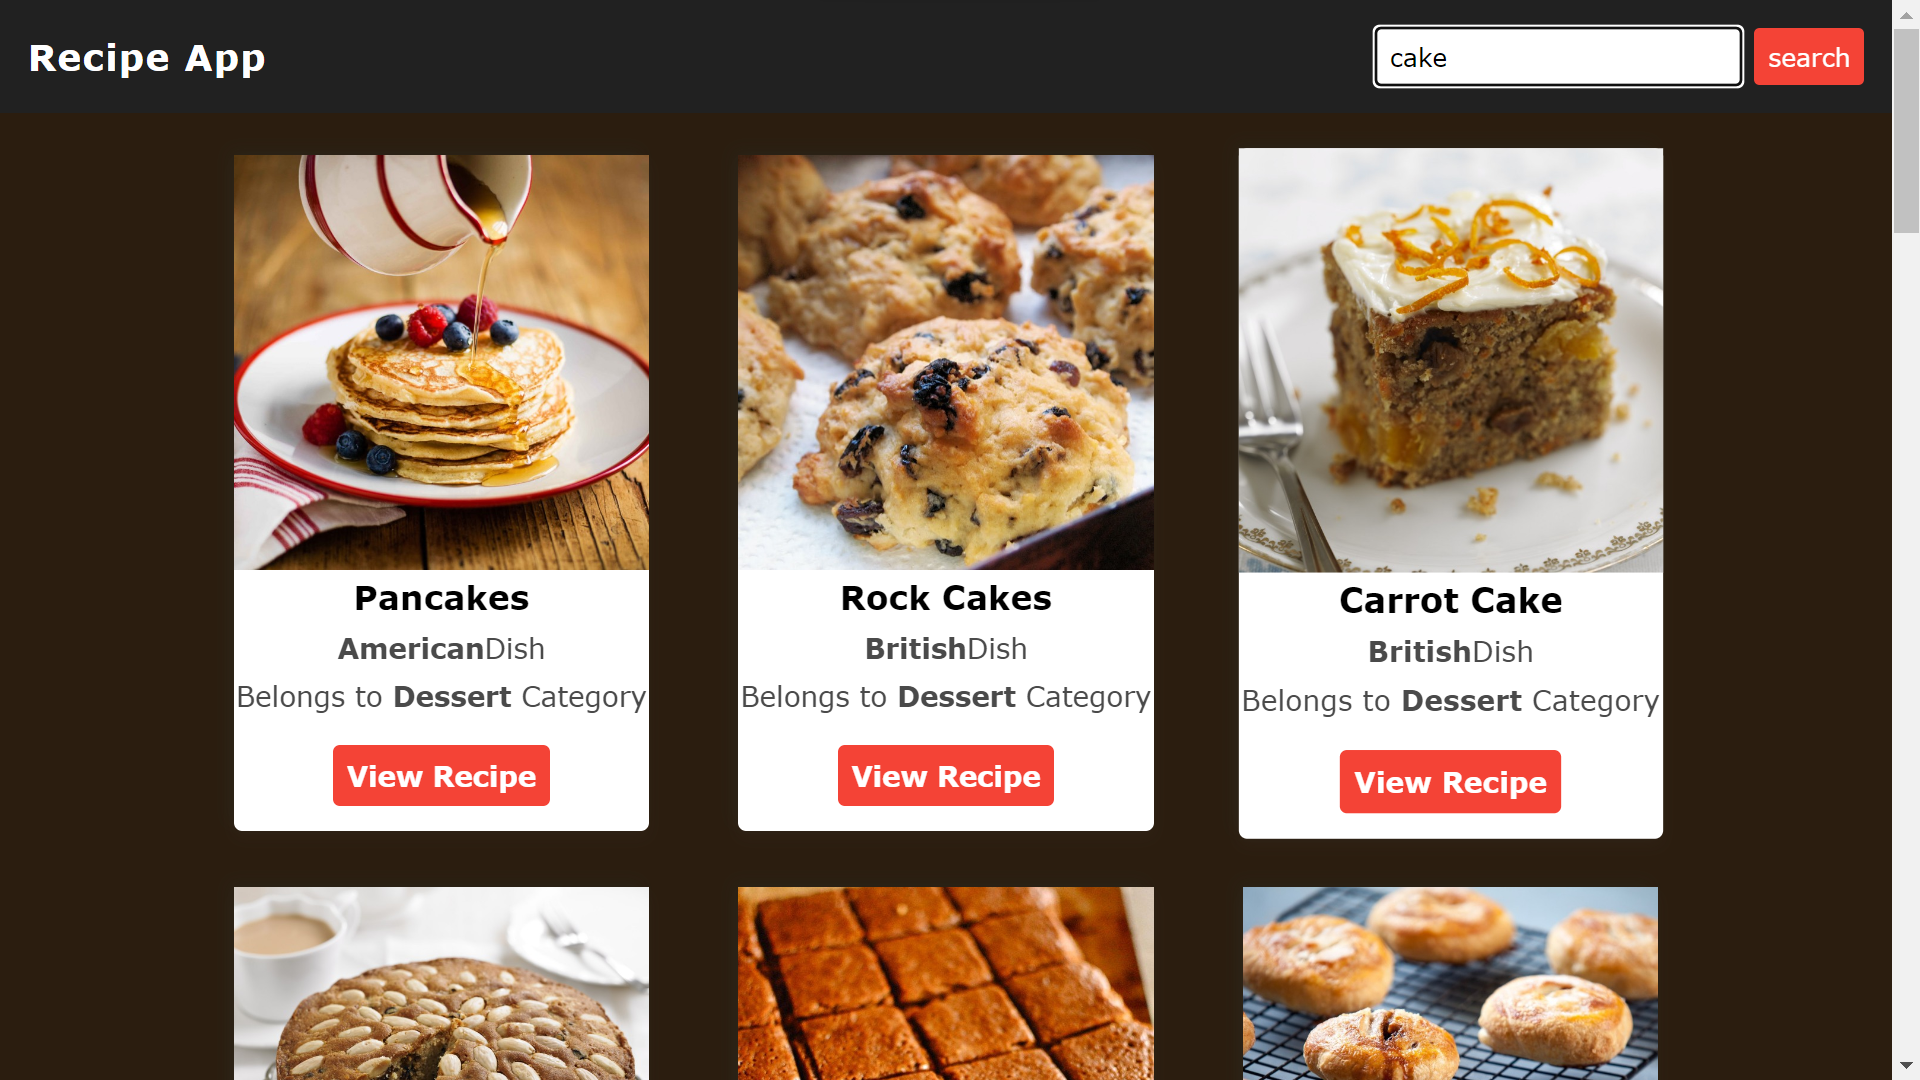 Recipe App
cake
search
Pancakes
AmericanDish
Belongs to Dessert Category
View Recipe
Rock Cakes
BritishDish
Belongs to Dessert Category
View Recipe
Carrot Cake
BritishDish
Belongs to Dessert Category
View Recipe